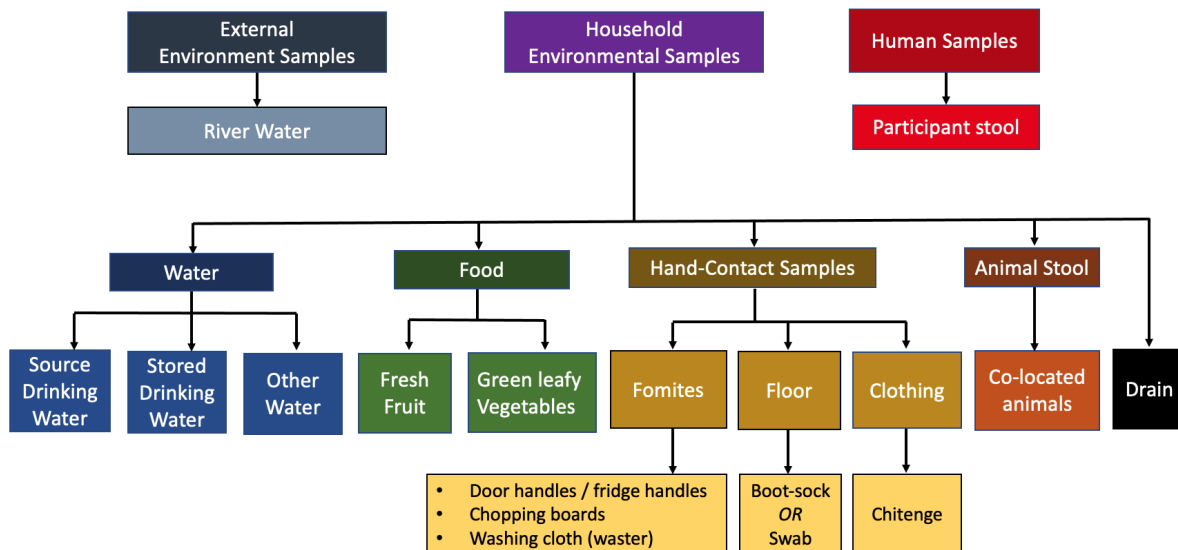 External
Environment Samples
Household
Environmental Samples
Human Samples
River Water
Participant stool
Water
Food
Hand-Contact Samples
Animal Stool
Source
Drinking
Water
Stored
Drinking
Water
Other
Water
Fresh
Fruit
Green leafy
Vegetables
Fomites
Floor
Clothing
Co-located
animals
Drain
• Door handles / fridge handles
• Chopping boards
• Washing cloth (waster)
Boot-sock
OR
Swab
Chitenge